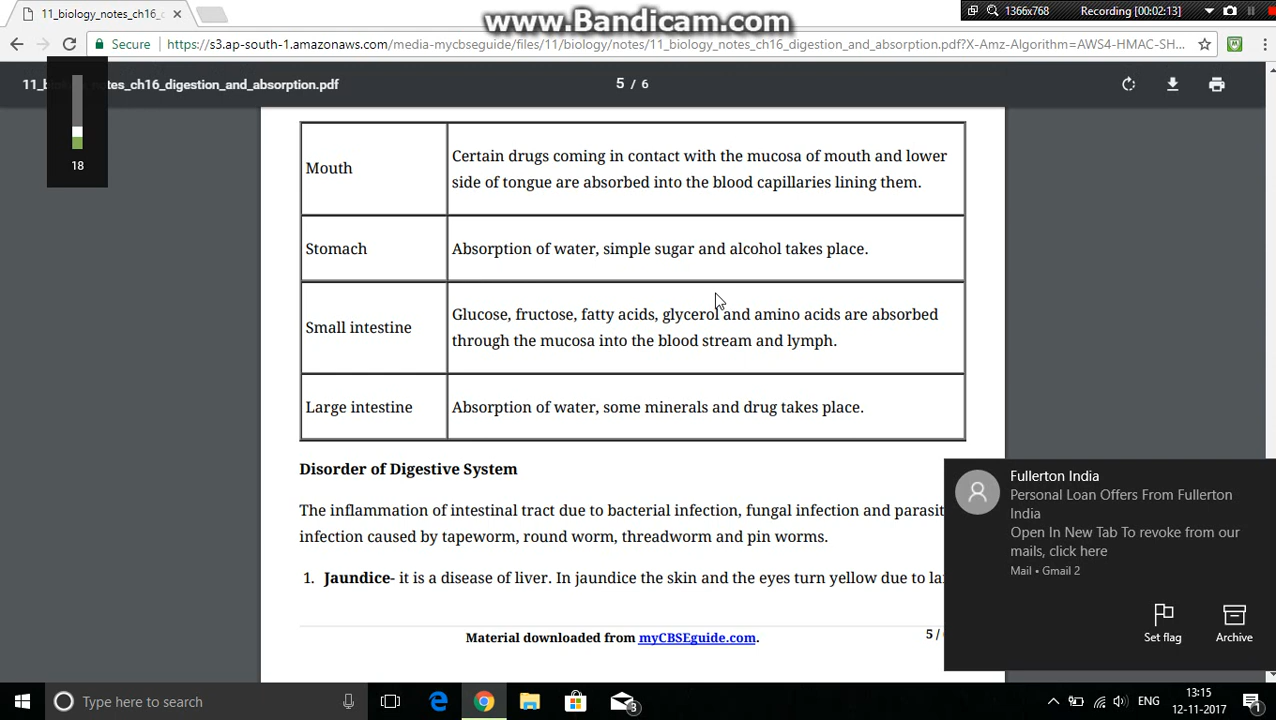 11_biology_notes_ch16_c
www.Bandicam.com
1366x768
Recording [00:02:13]
Secure
https://s3.ap-south-1.amazonaws.com/media-mycbseguide/files/11/biology/notes/11_biology_notes_ch16_digestion_and_absorption.pdf?X-Amz-Algorithm=AWS4-HMAC-SH...
notes_ch16_digestion_and_absorption.pdf
5 / 6
18
Mouth
Certain drugs coming in contact with the mucosa of mouth and lower
side of tongue are absorbed into the blood capillaries lining them.
Stomach
Absorption of water, simple sugar and alcohol takes place.
Small intestine
Glucose, fructose, fatty acids, glycerol and amino acids are absorbed
through the mucosa into the blood stream and lymph.
Large intestine
Absorption of water, some minerals and drug takes place.
Disorder of Digestive System
The inflammation of intestinal tract due to bacterial infection, fungal infection and parasit
infection caused by tapeworm, round worm, threadworm and pin worms.
1. Jaundice- it is a disease of liver. In jaundice the skin and the eyes turn yellow due to la
Material downloaded from myCBSEguide.com.
5 /
Fullerton India
Personal Loan Offers From Fullerton
India
Open In New Tab To revoke from our
mails, click here
Mail • Gmail 2
Set flag
Archive
Type here to search
3
ENG
13:15
12-11-2017
1